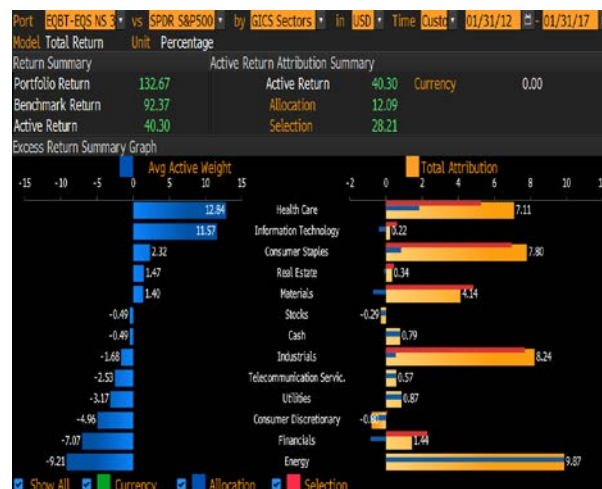 Port EQBT-EQS NS 3 vs SPDR S&P500 by GICS Sectors in USD Time Custo 01/31/12 - 01/31/17
Model Total Return Unit Percentage
Return Summary Active Return Attribution Summary
Portfolio Return 132.67 Active Return 40.30 Currency 0.00
Benchmark Return 92.37 Allocation 12.09
Active Return 40.30 Selection 28.21
Excess Return Summary Graph
Avg Active Weight Total Attribution
-15 -10 -5 0 5 10 15 -2 0 2 4 6 8 10 12
12.84 Health Care 7.11
11.57 Information Technology 0.22
2.32 Consumer Staples 7.80
1.47 Real Estate 0.34
1.40 Materials 4.14
-0.49 Stocks -0.29
-0.49 Cash 0.79
-1.68 Industrials 8.24
-2.53 Telecommunication Servic. 0.57
-3.17 Utilities 0.87
-4.96 Consumer Discretionary
-7.07 Financials 1.44
-9.21 Energy 9.87
Show All Currency Allocation Selection